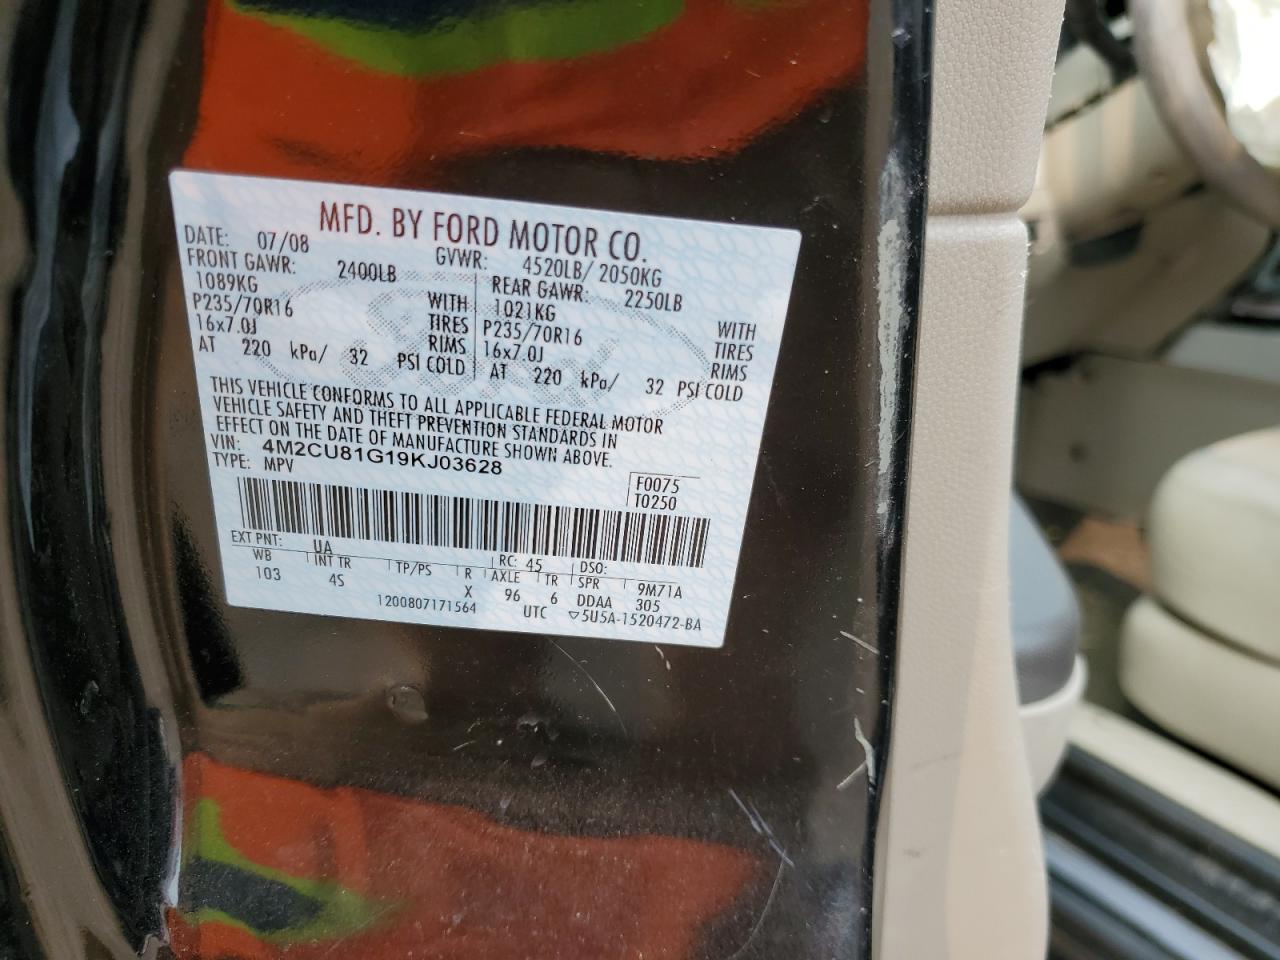 MFD. BY FORD MOTOR CO.
DATE: 07/08 GVWR: 4520LB/ 2050KG
FRONT GAWR: 2400LB REAR GAWR: 2250LB
1089KG WITH 1021KG WITH
P235/70R16 TIRES P235/70R16 TIRES
16x7.0J RIMS 16x7.0J RIMS
AT 220 kPa/ 32 PSI COLD AT 220 kPa/ 32 PSI COLD
THIS VEHICLE CONFORMS TO ALL APPLICABLE FEDERAL MOTOR
VEHICLE SAFETY AND THEFT PREVENTION STANDARDS IN
EFFECT ON THE DATE OF MANUFACTURE SHOWN ABOVE.
VIN: 4M2CU81G19KJ03628
TYPE: MPV F0075
T0250
EXT PNT: UA RC: 45 DSO:
WB INT TR TP/PS R AXLE TR SPR 9M71A
103 4S X 96 6 DDAA 305
1200807171564 UTC ▽5U5A-1520472-BA